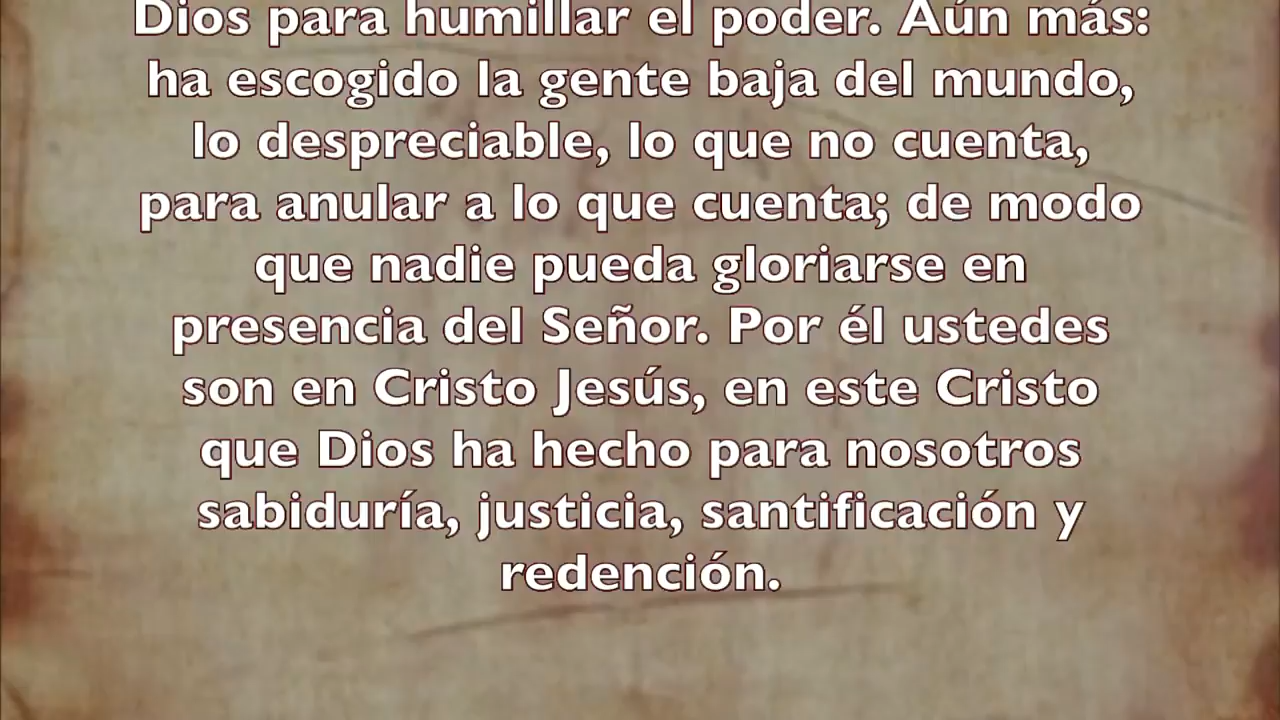 Dios para humillar el poder. Aún más:
ha escogido la gente baja del mundo,
lo despreciable, lo que no cuenta,
para anular a lo que cuenta; de modo
que nadie pueda gloriarse en
presencia del Señor. Por él ustedes
son en Cristo Jesús, en este Cristo
que Dios ha hecho para nosotros
sabiduría, justicia, santificación y
redención.